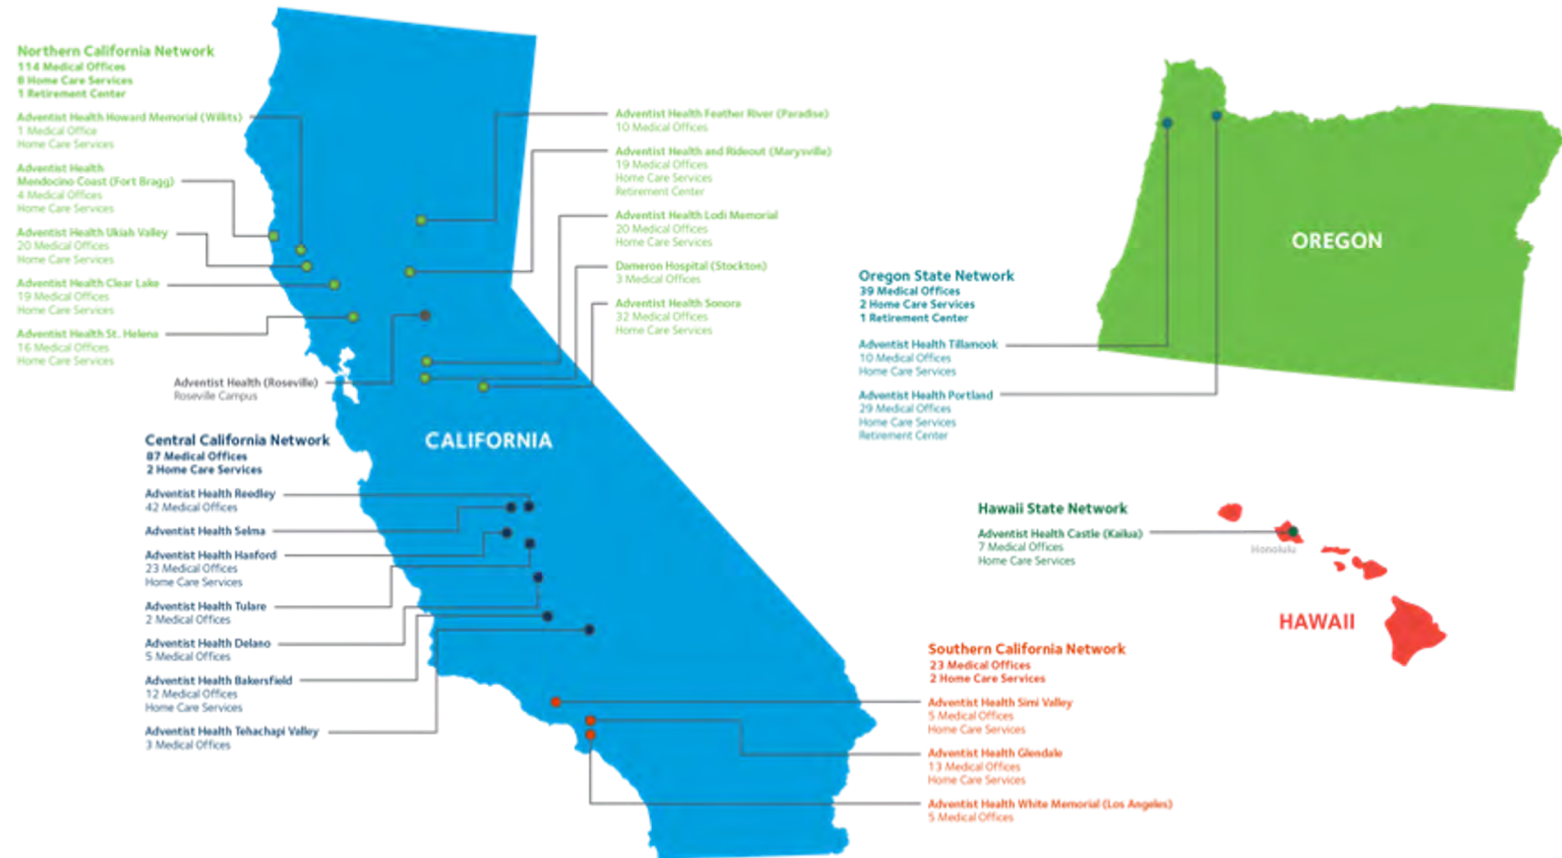 Northern California Network
114 Medical Offices
8 Home Care Services
1 Retirement Center
Adventist Health Howard Memorial (Willits)
1 Medical Office
Home Care Services
Adventist Health
Mendocino Coast (Fort Bragg)
4 Medical Offices
Home Care Services
Adventist Health Ukiah Valley
20 Medical Offices
Home Care Services
Adventist Health Clear Lake
19 Medical Offices
Home Care Services
Adventist Health St. Helena
16 Medical Offices
Home Care Services
Adventist Health (Roseville)
Roseville Campus
Adventist Health Feather River (Paradise)
10 Medical Offices
Adventist Health and Rideout (Marysville)
19 Medical Offices
Home Care Services
Retirement Center
Adventist Health Lodi Memorial
20 Medical Offices
Home Care Services
Dameron Hospital (Stockton)
3 Medical Offices
Adventist Health Sonora
32 Medical Offices
Home Care Services
CALIFORNIA
Central California Network
87 Medical Offices
2 Home Care Services
Adventist Health Reedley
42 Medical Offices
Adventist Health Selma
Adventist Health Hanford
23 Medical Offices
Home Care Services
Adventist Health Tulare
2 Medical Offices
Adventist Health Delano
5 Medical Offices
Adventist Health Bakersfield
12 Medical Offices
Home Care Services
Adventist Health Tehachapi Valley
3 Medical Offices
OREGON
Oregon State Network
39 Medical Offices
2 Home Care Services
1 Retirement Center
Adventist Health Tillamook
10 Medical Offices
Home Care Services
Adventist Health Portland
29 Medical Offices
Home Care Services
Retirement Center
Hawaii State Network
Adventist Health Castle (Kailua)
7 Medical Offices
Home Care Services
Honolulu
HAWAII
Southern California Network
23 Medical Offices
2 Home Care Services
Adventist Health Simi Valley
5 Medical Offices
Home Care Services
Adventist Health Glendale
13 Medical Offices
Home Care Services
Adventist Health White Memorial (Los Angeles)
5 Medical Offices